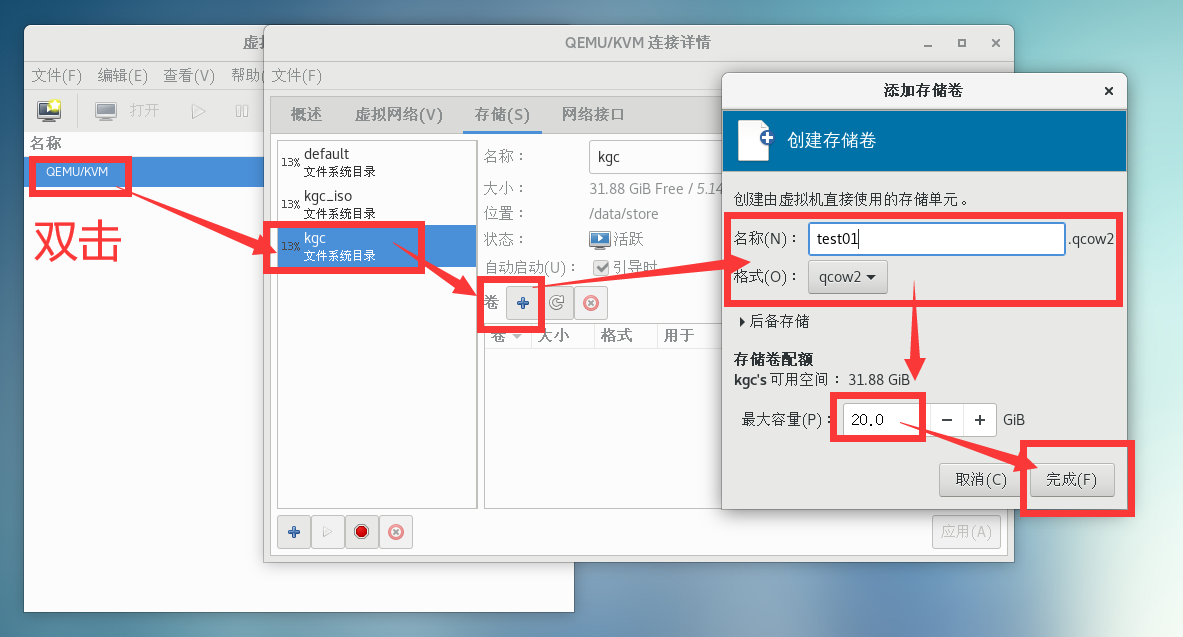 虚拟
文件(F) 编辑(E) 查看(V) 帮助(
打开
名称
QEMU/KVM
双击
QEMU/KVM 连接详情
文件(F)
概述 虚拟网络(V) 存储(S) 网络接口
13% default
文件系统目录
13% kgc_iso
文件系统目录
13% kgc
文件系统目录
名称： kgc
大小： 31.88 GiB Free / 5.14
位置： /data/store
状态： 活跃
自动启动(U)： 引导时
卷
卷 大小 格式 用于
应用(A)
添加存储卷
创建存储卷
创建由虚拟机直接使用的存储单元。
名称(N)： test01 .qcow2
格式(O)： qcow2
后备存储
存储卷配额
kgc's 可用空间： 31.88 GiB
最大容量(P)： 20.0 GiB
取消(C) 完成(F)